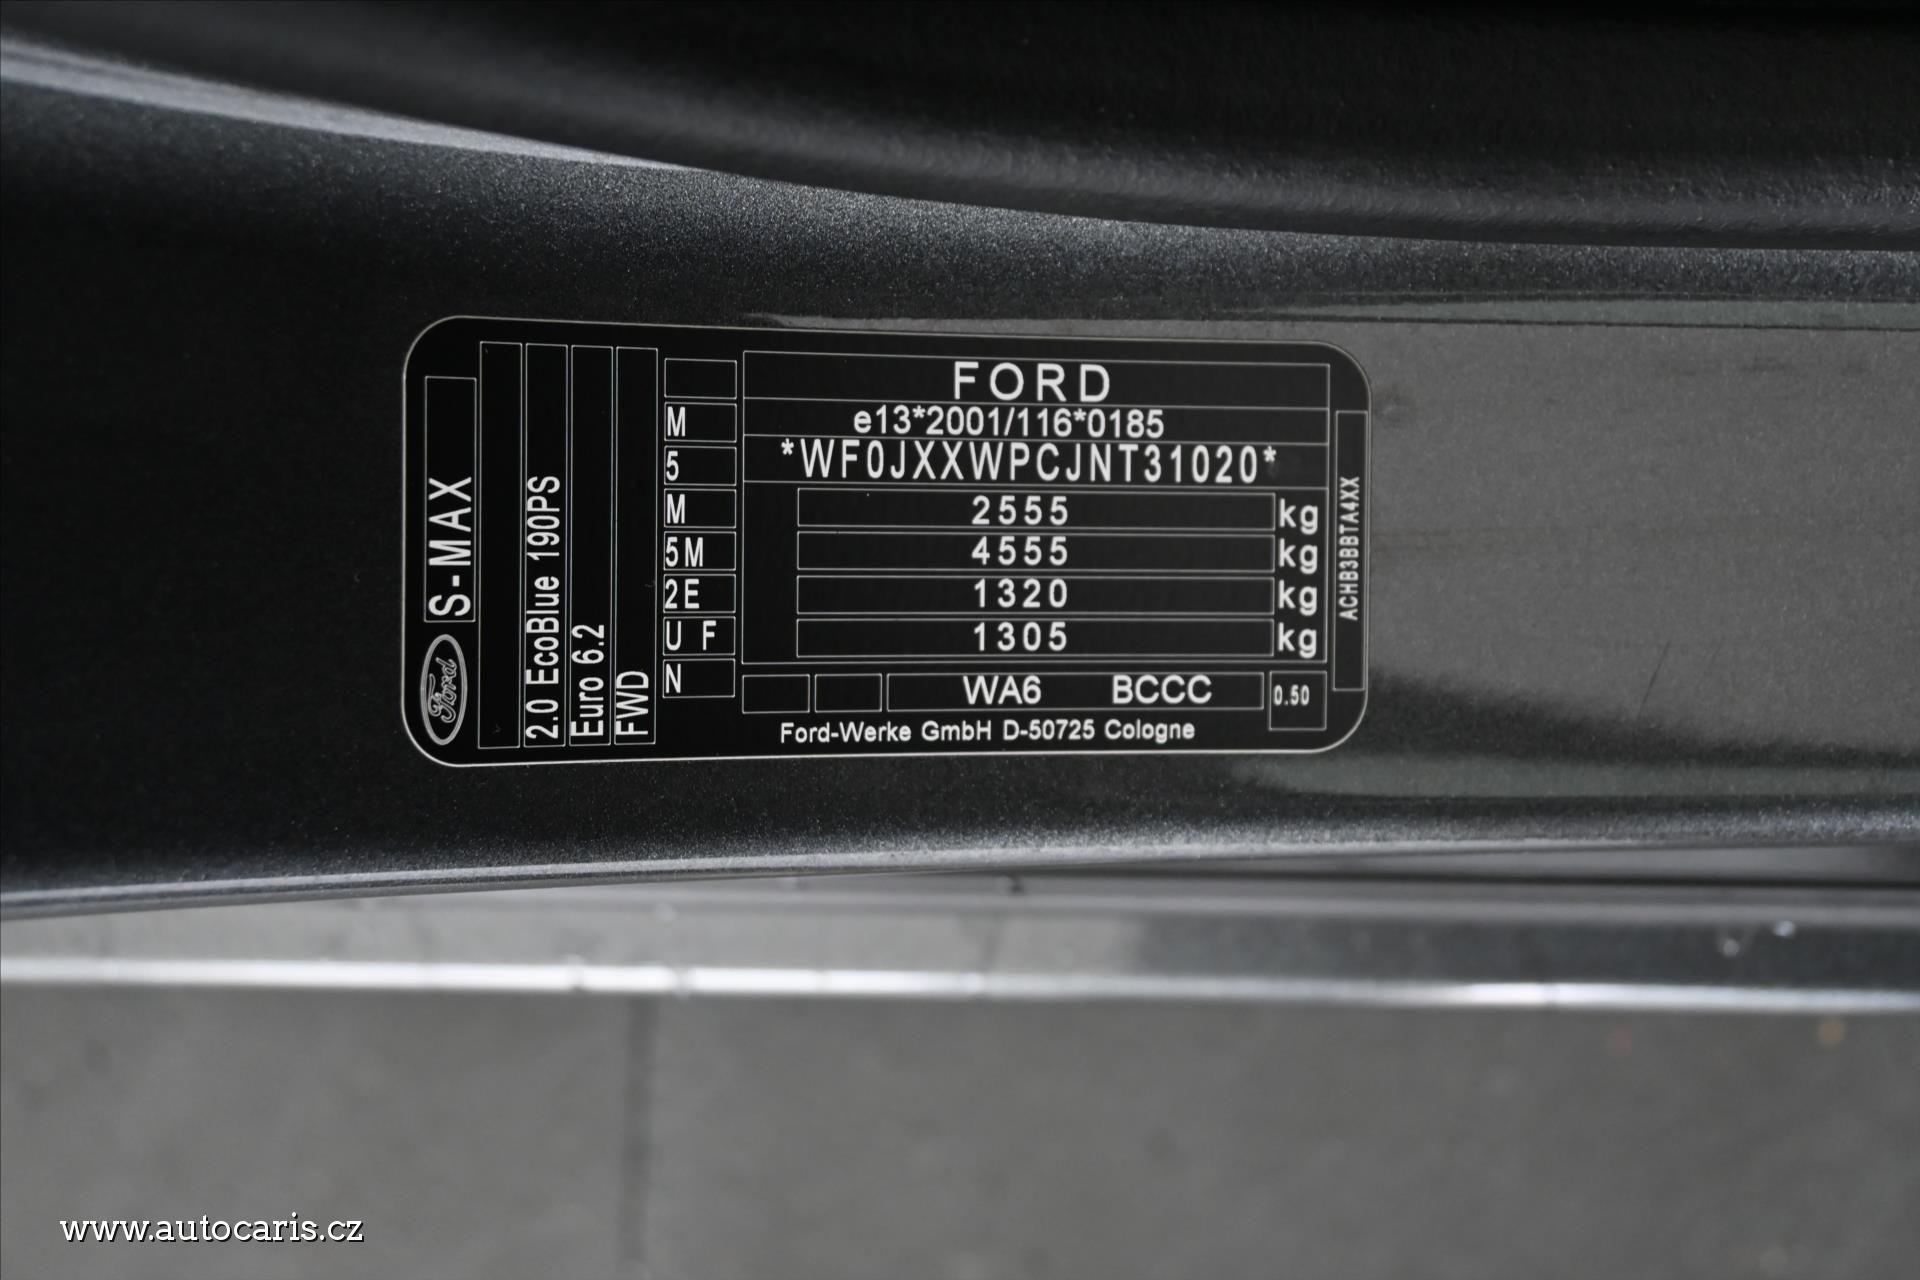 FORD
e13*2001/116*0185
*WF0JXXWPCJNT31020*
2555 kg
4555 kg
1320 kg
1305 kg
WA6 BCCC 0.50
Ford-Werke GmbH D-50725 Cologne
M
5
M
5M
2E
U F
N
Ford S-MAX
2.0 EcoBlue 190PS
Euro 6.2
FWD
ACHB3BBTA4XX
www.autocaris.cz